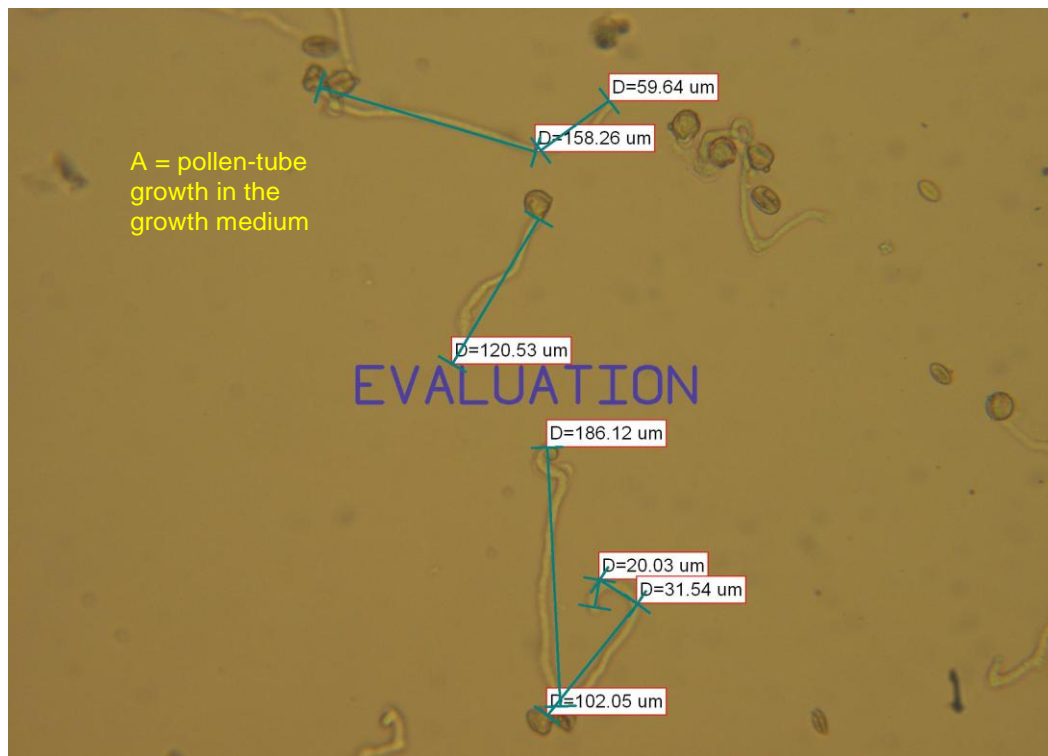 D=59.64 um
D=158.26 um
A = pollen-tube
growth in the
growth medium
D=120.53 um
EVALUATION
D=186.12 um
D=20.03 um
D=31.54 um
D=102.05 um